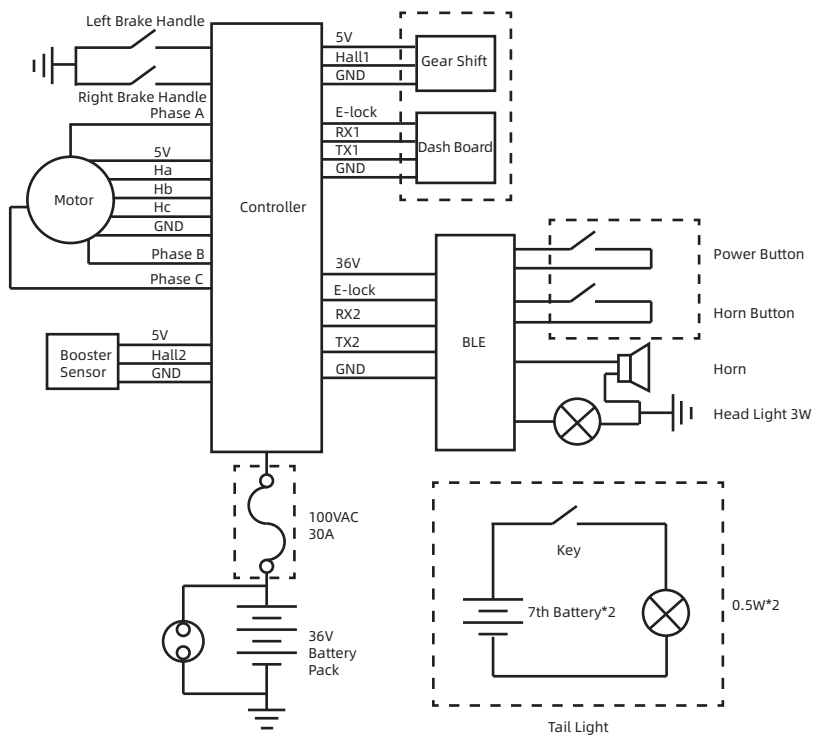 Left Brake Handle
Right Brake Handle
Phase A
5V
Ha
Hb
Hc
GND
Phase B
Phase C
Motor
5V
Hall2
GND
Booster
Sensor
Controller
5V
Hall1
GND
Gear Shift
E-lock
RX1
TX1
GND
Dash Board
36V
E-lock
RX2
TX2
GND
BLE
Power Button
Horn Button
Horn
Head Light 3W
100VAC
30A
36V
Battery
Pack
Key
7th Battery*2
0.5W*2
Tail Light